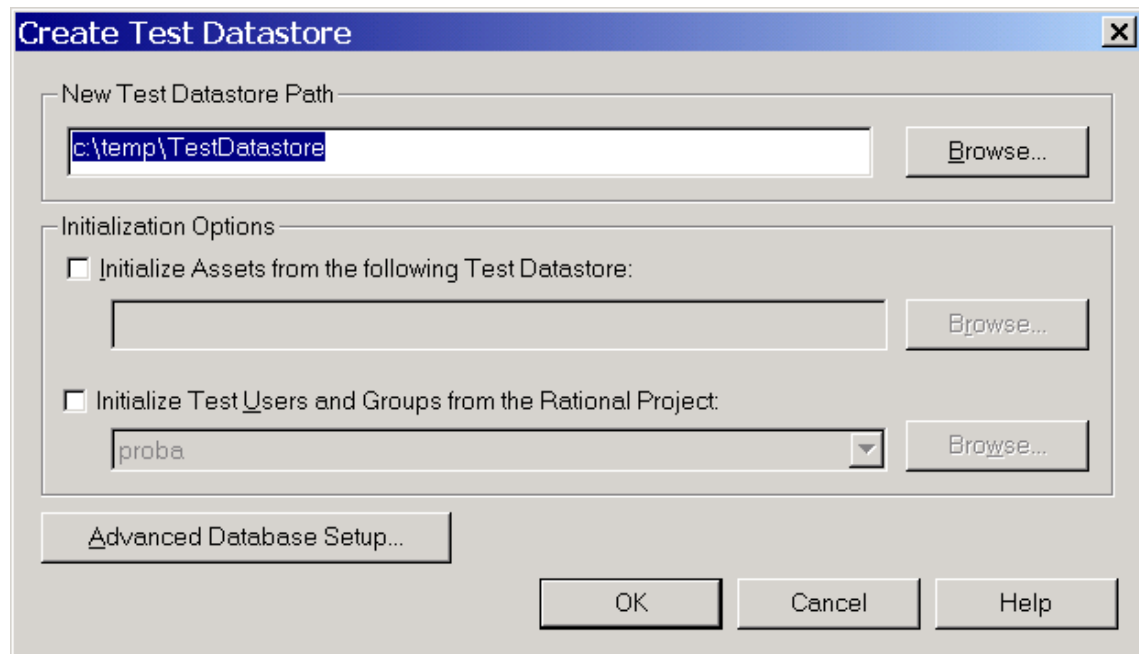 Create Test Datastore
New Test Datastore Path
c:\temp\TestDatastore
Browse...
Initialization Options
Initialize Assets from the following Test Datastore:
Browse...
Initialize Test Users and Groups from the Rational Project:
proba
Browse...
Advanced Database Setup...
OK
Cancel
Help